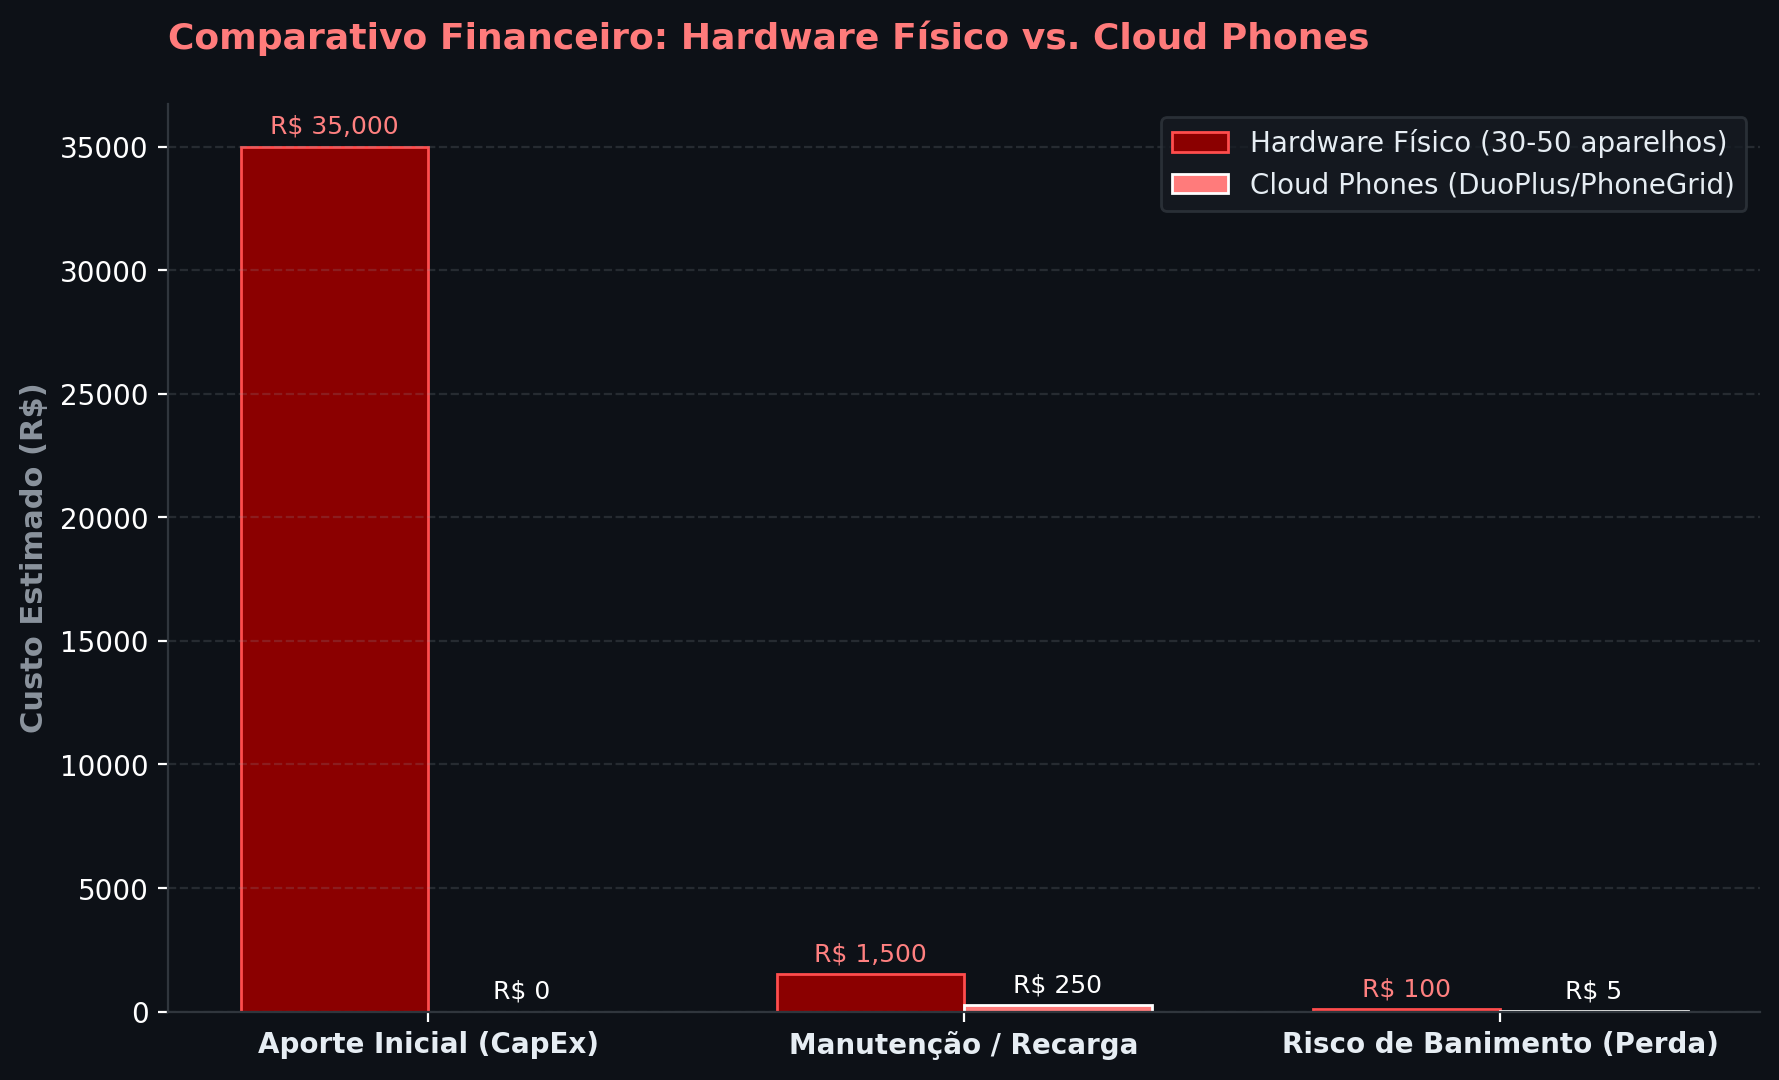 Comparativo Financeiro: Hardware Físico vs. Cloud Phones
Hardware Físico (30-50 aparelhos)
Cloud Phones (DuoPlus/PhoneGrid)
Custo Estimado (R$)
35000
30000
25000
20000
15000
10000
5000
0
R$ 35,000
R$ 0
R$ 1,500
R$ 250
R$ 100
R$ 5
Aporte Inicial (CapEx)
Manutenção / Recarga
Risco de Banimento (Perda)